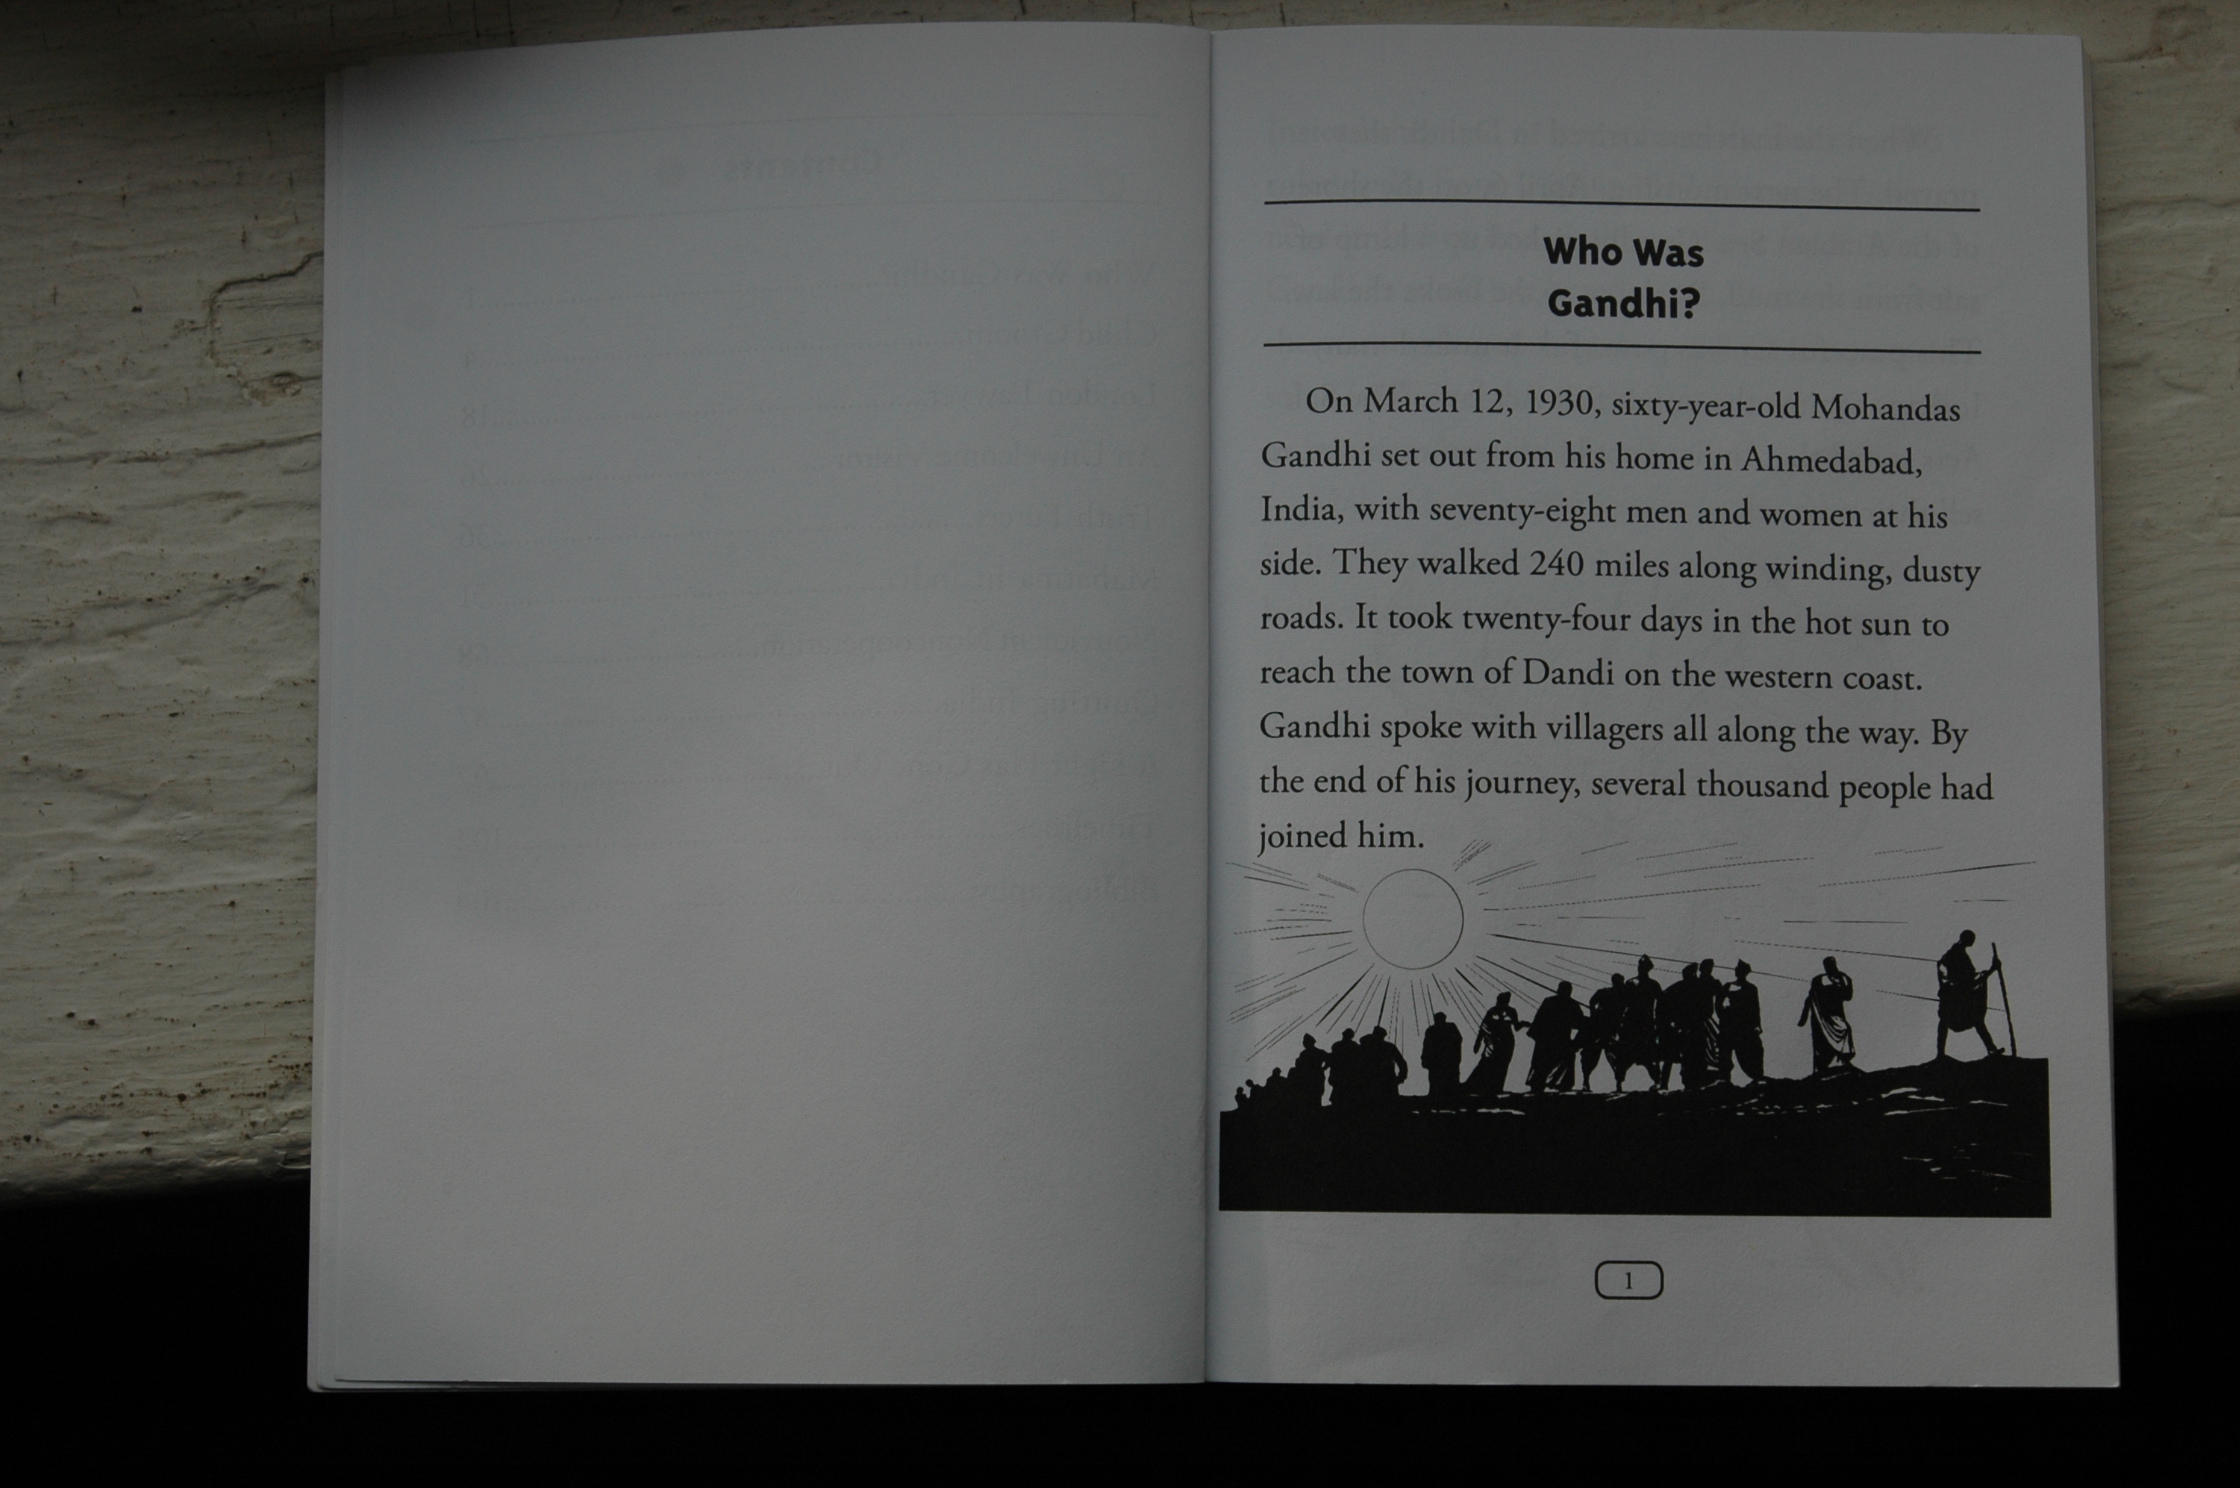 Who Was
Gandhi?
On March 12, 1930, sixty-year-old Mohandas
Gandhi set out from his home in Ahmedabad,
India, with seventy-eight men and women at his
side. They walked 240 miles along winding, dusty
roads. It took twenty-four days in the hot sun to
reach the town of Dandi on the western coast.
Gandhi spoke with villagers all along the way. By
the end of his journey, several thousand people had
joined him.
1